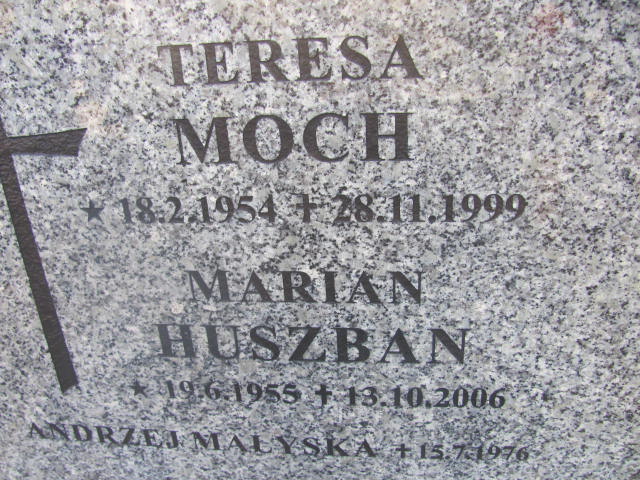 TERESA
MOCH
★ 18.2.1954 ✝ 28.11.1999
MARIAN
HUSZBAN
★ 19.6.1955 ✝ 13.10.2006
ANDRZEJ MAŁYSKA ✝ 15.7.1976